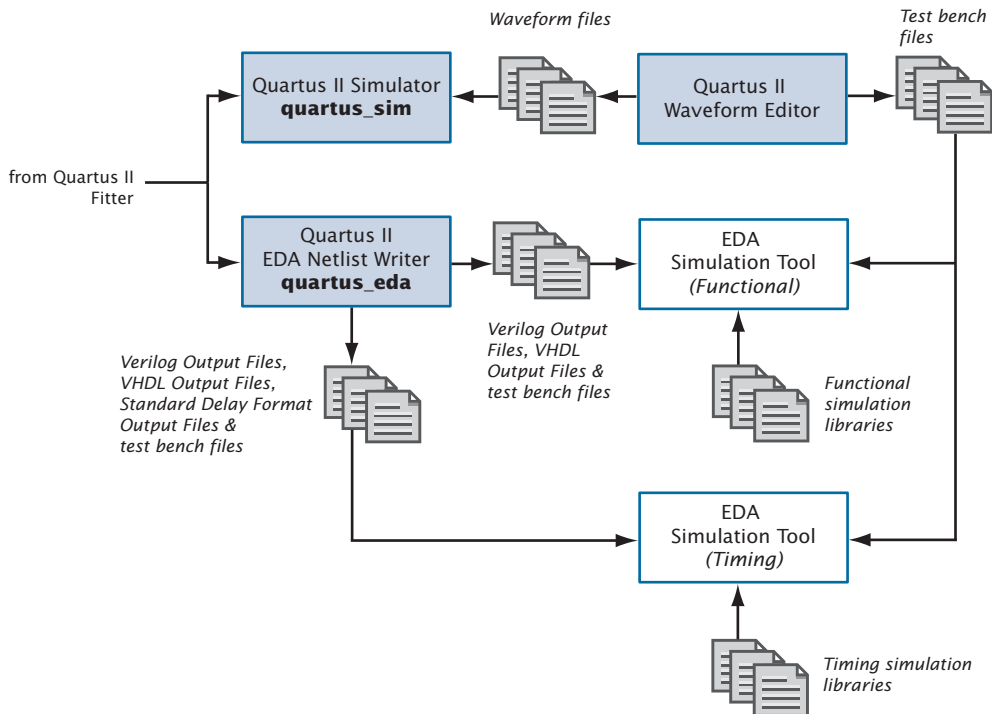 Waveform files
Test bench
files
Quartus II Simulator
quartus_sim
Quartus II
Waveform Editor
from Quartus II
Fitter
Quartus II
EDA Netlist Writer
quartus_eda
EDA
Simulation Tool
(Functional)
Verilog Output Files,
VHDL Output Files,
Standard Delay Format
Output Files &
test bench files
Verilog Output
Files, VHDL
Output Files &
test bench files
Functional
simulation
libraries
EDA
Simulation Tool
(Timing)
Timing simulation
libraries